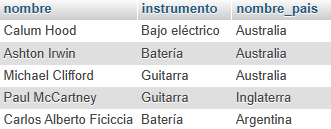 nombre instrumento nombre_pais
Calum Hood Bajo eléctrico Australia
Ashton Irwin Batería Australia
Michael Clifford Guitarra Australia
Paul McCartney Guitarra Inglaterra
Carlos Alberto Ficiccia Batería Argentina